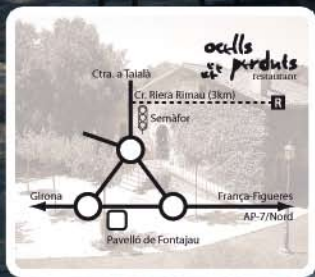 ocells
perduts
restaurant
Ctra. a Taialà
Cr. Riera Rimau (3km)
R
Semàfor
Girona
França-Figueres
AP-7/Nord
Pavelló de Fontajau